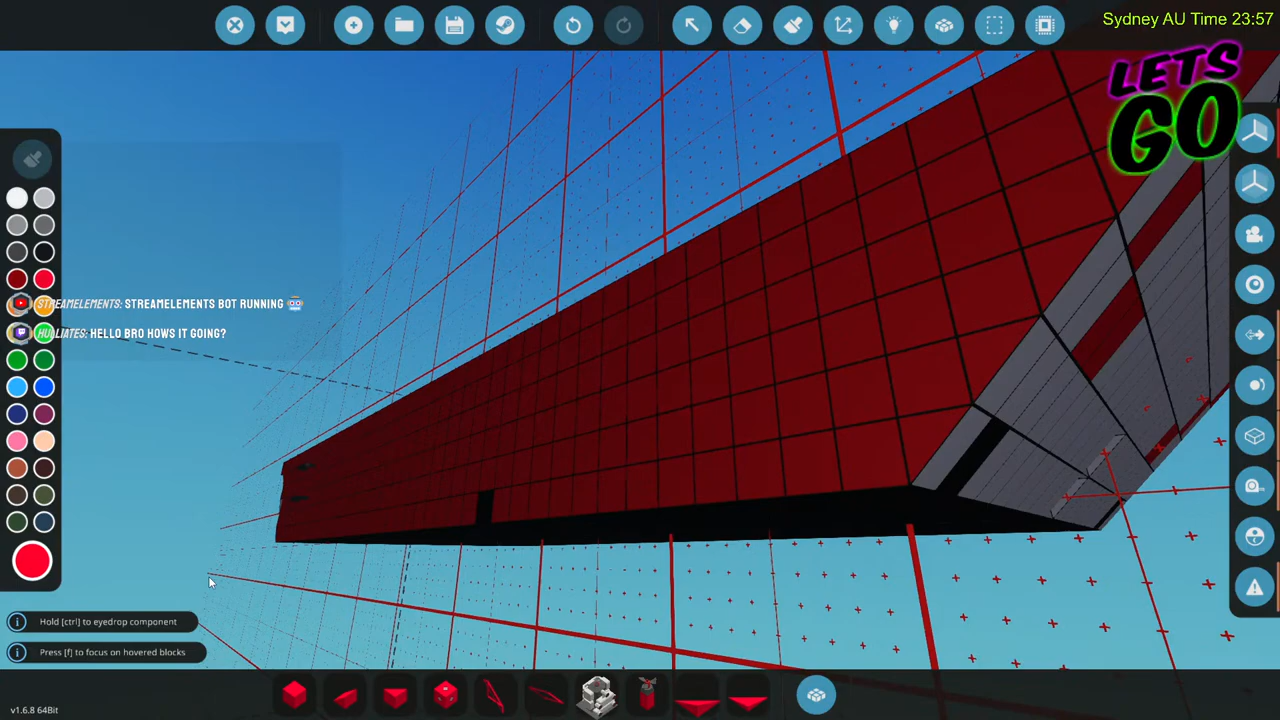 Sydney AU Time 23:57
LETS
GO
STREAMELEMENTS: STREAMELEMENTS BOT RUNNING 🤖
HUALIATES: HELLO BRO HOWS IT GOING?
Hold [ctrl] to eyedrop component
Press [f] to focus on hovered blocks
v1.6.8 64Bit